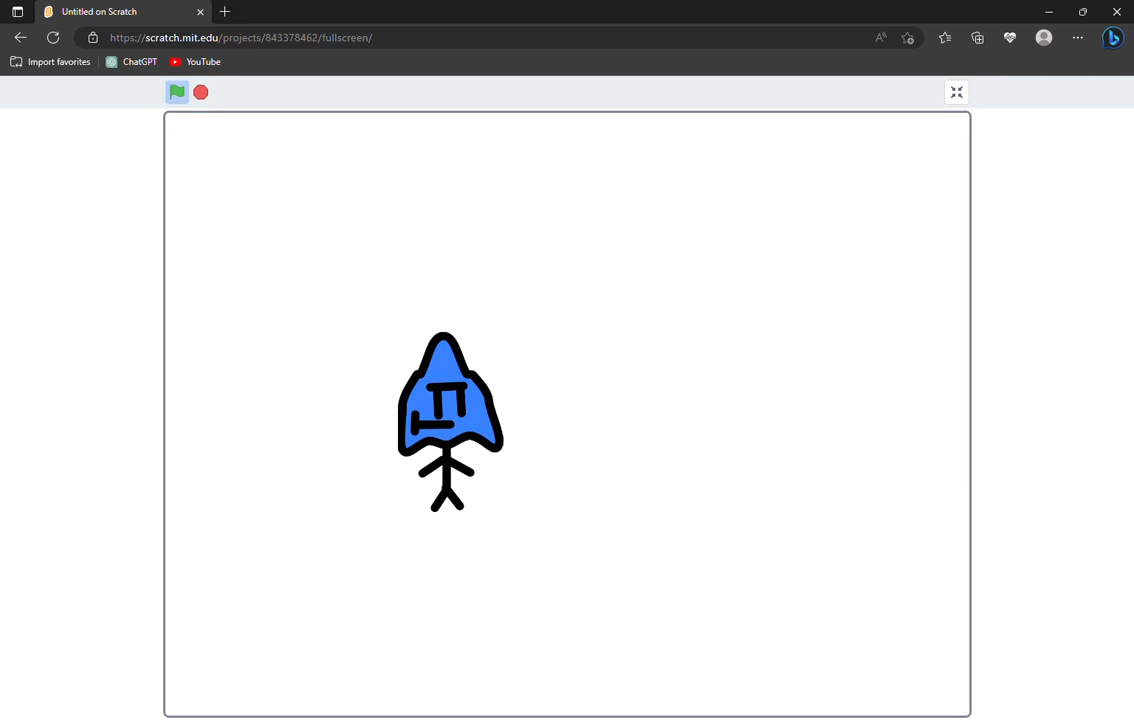 Untitled on Scratch
https://scratch.mit.edu/projects/843378462/fullscreen/
Import favorites ChatGPT YouTube